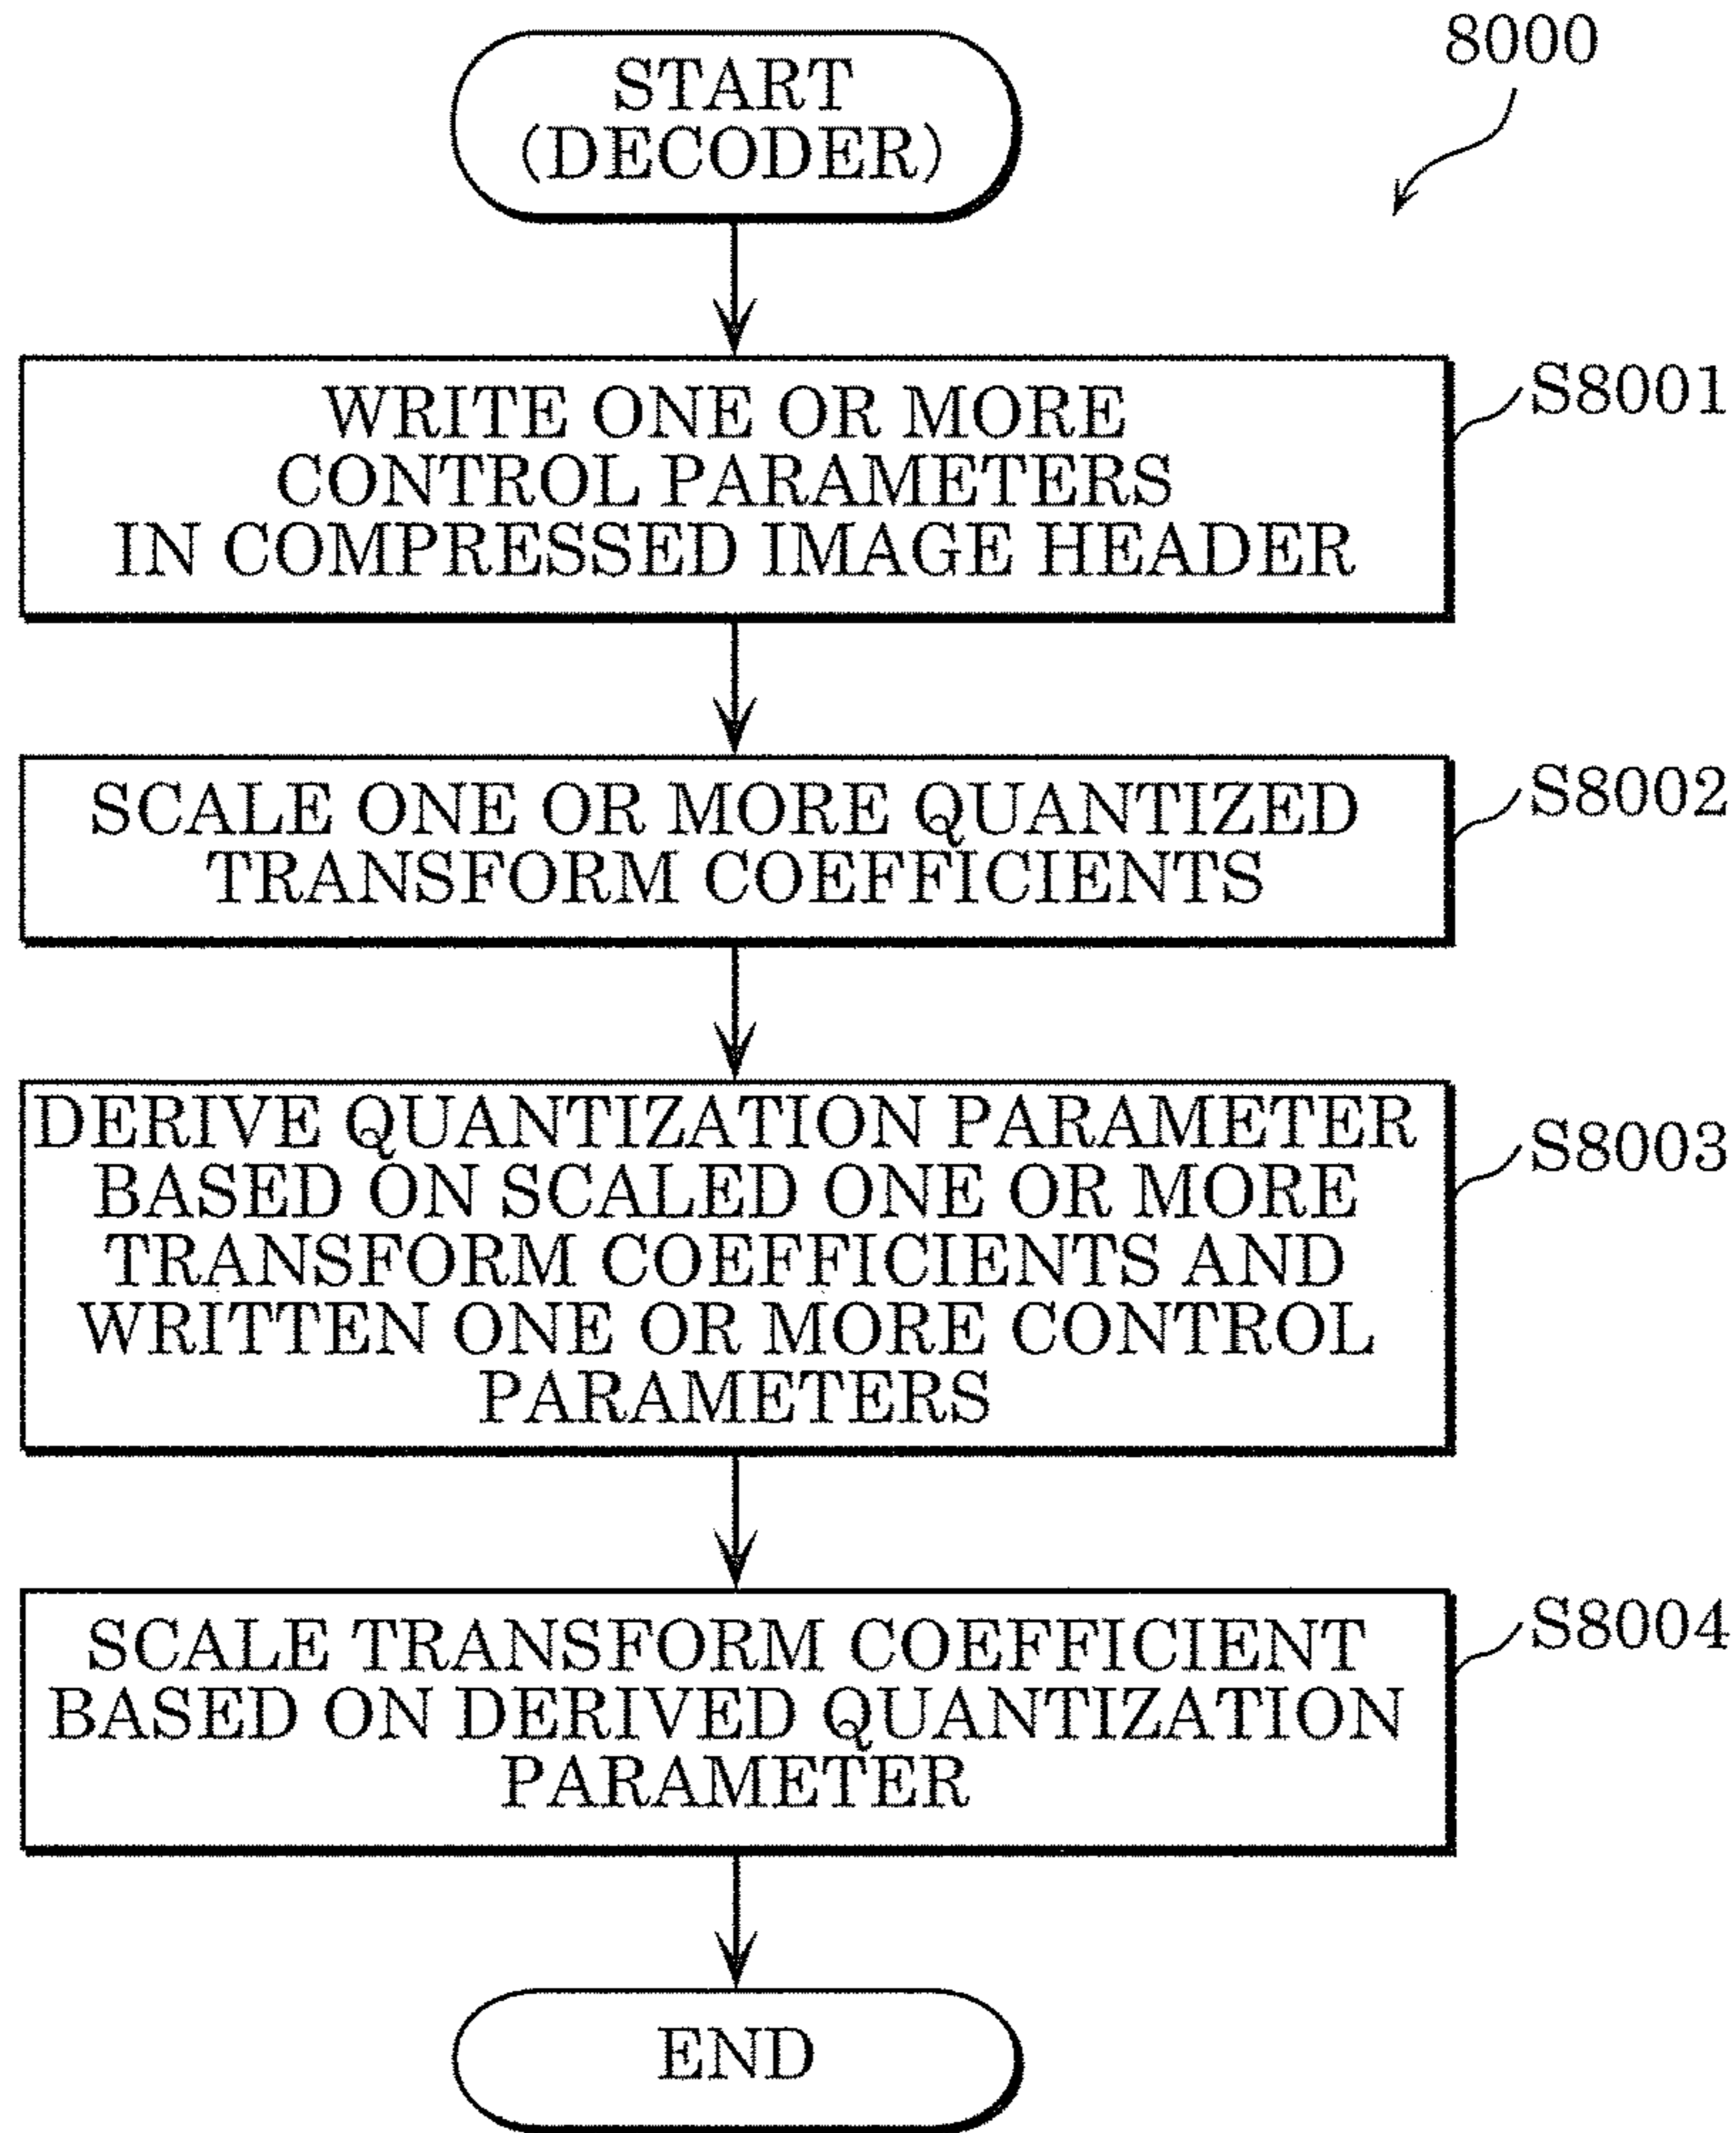 8000
START
(DECODER)
WRITE ONE OR MORE
CONTROL PARAMETERS
IN COMPRESSED IMAGE HEADER
S8001
SCALE ONE OR MORE QUANTIZED
TRANSFORM COEFFICIENTS
S8002
DERIVE QUANTIZATION PARAMETER
BASED ON SCALED ONE OR MORE
TRANSFORM COEFFICIENTS AND
WRITTEN ONE OR MORE CONTROL
PARAMETERS
S8003
SCALE TRANSFORM COEFFICIENT
BASED ON DERIVED QUANTIZATION
PARAMETER
S8004
END